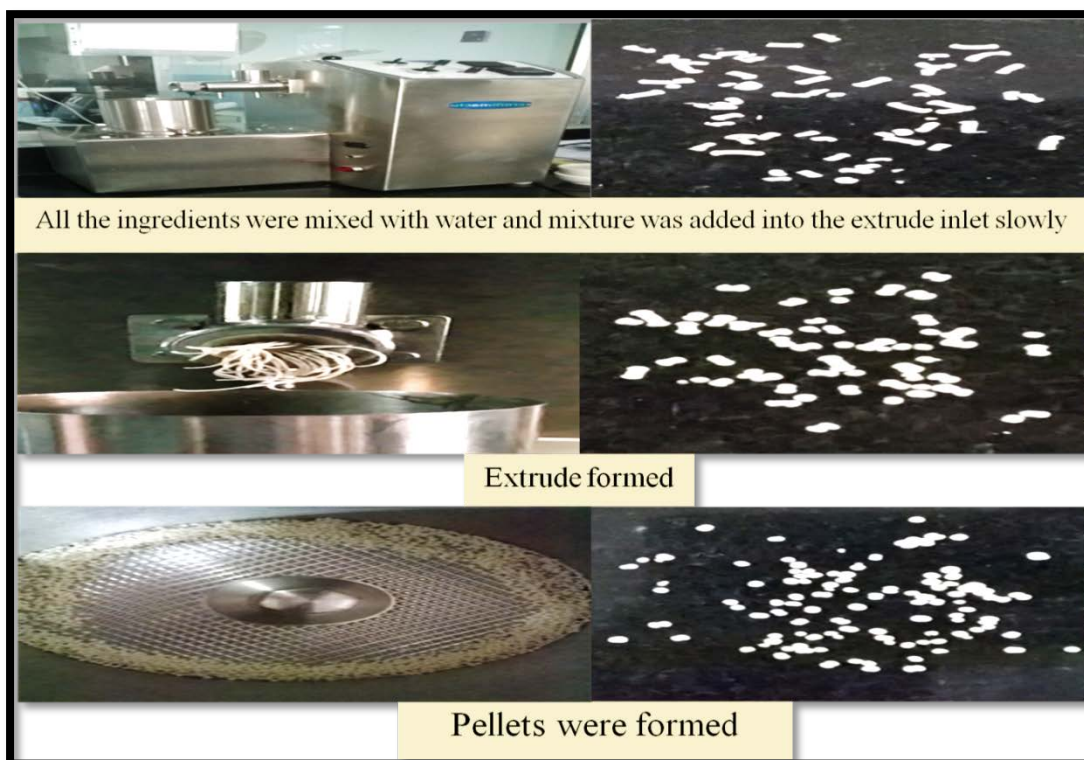 All the ingredients were mixed with water and mixture was added into the extrude inlet slowly
Extrude formed
Pellets were formed